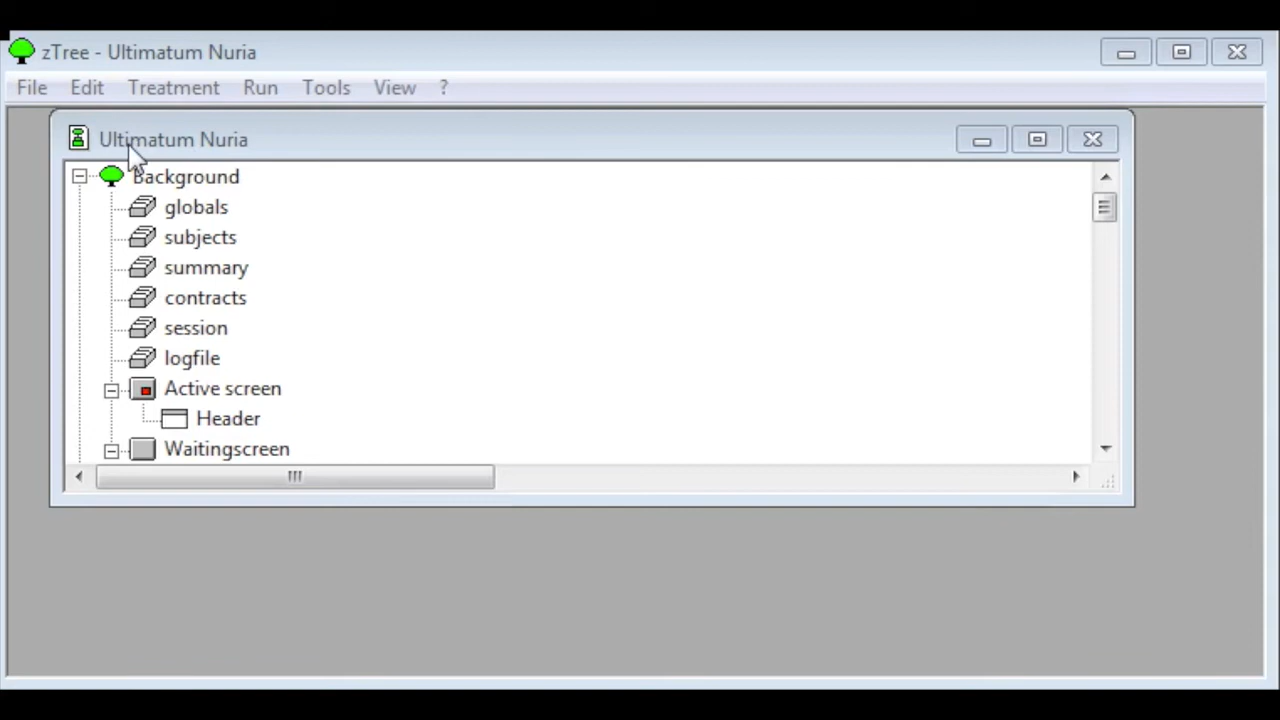 zTree - Ultimatum Nuria
File Edit Treatment Run Tools View ?
Ultimatum Nuria
Background
globals
subjects
summary
contracts
session
logfile
Active screen
Header
Waitingscreen